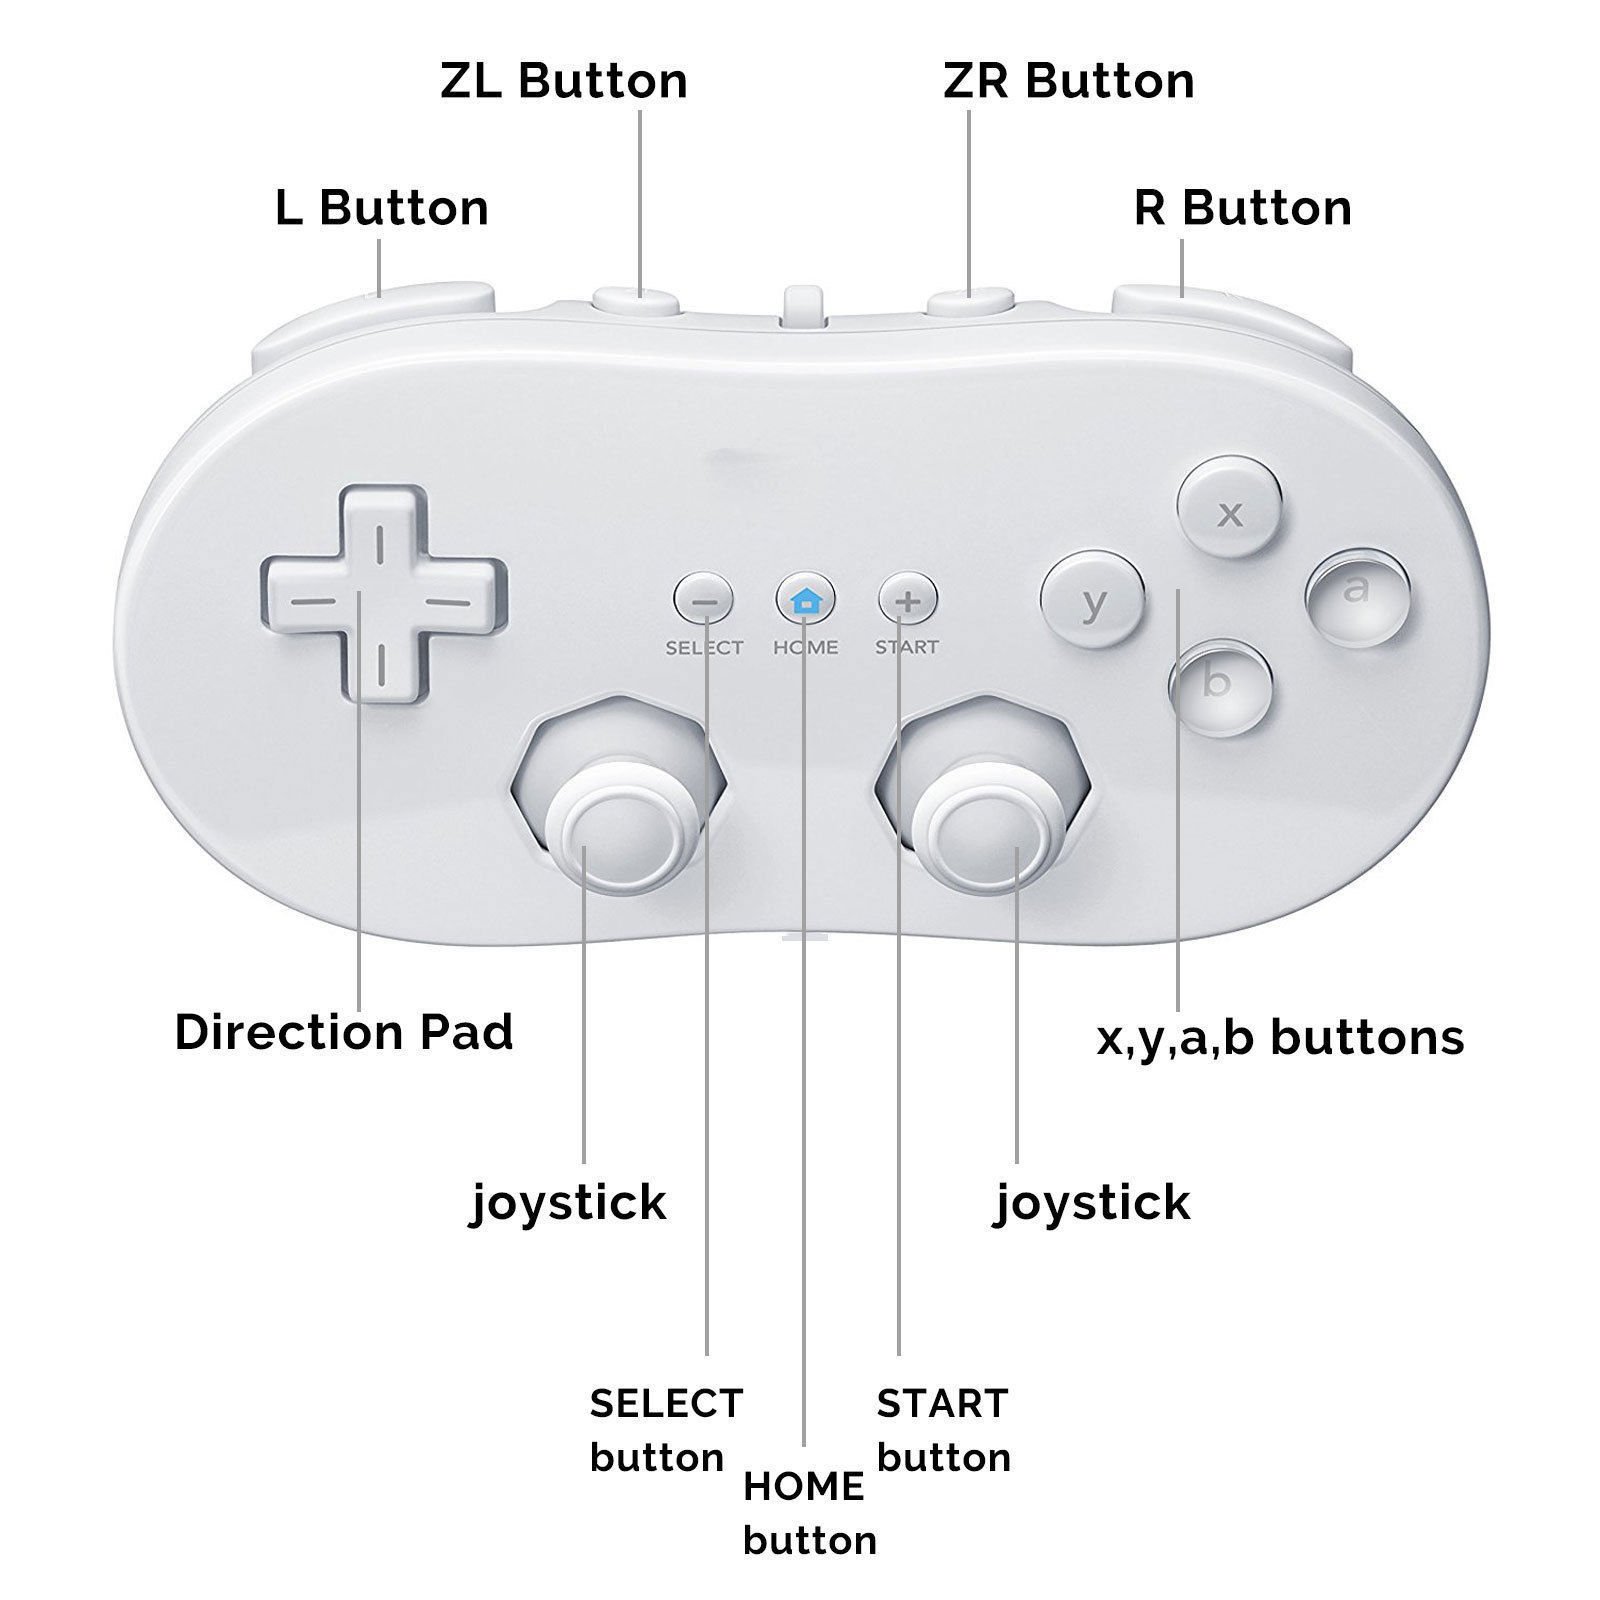 ZL Button
ZR Button
L Button
R Button
x
y
a
b
SELECT
HOME
START
Direction Pad
x,y,a,b buttons
joystick
joystick
SELECT
button
START
button
HOME
button